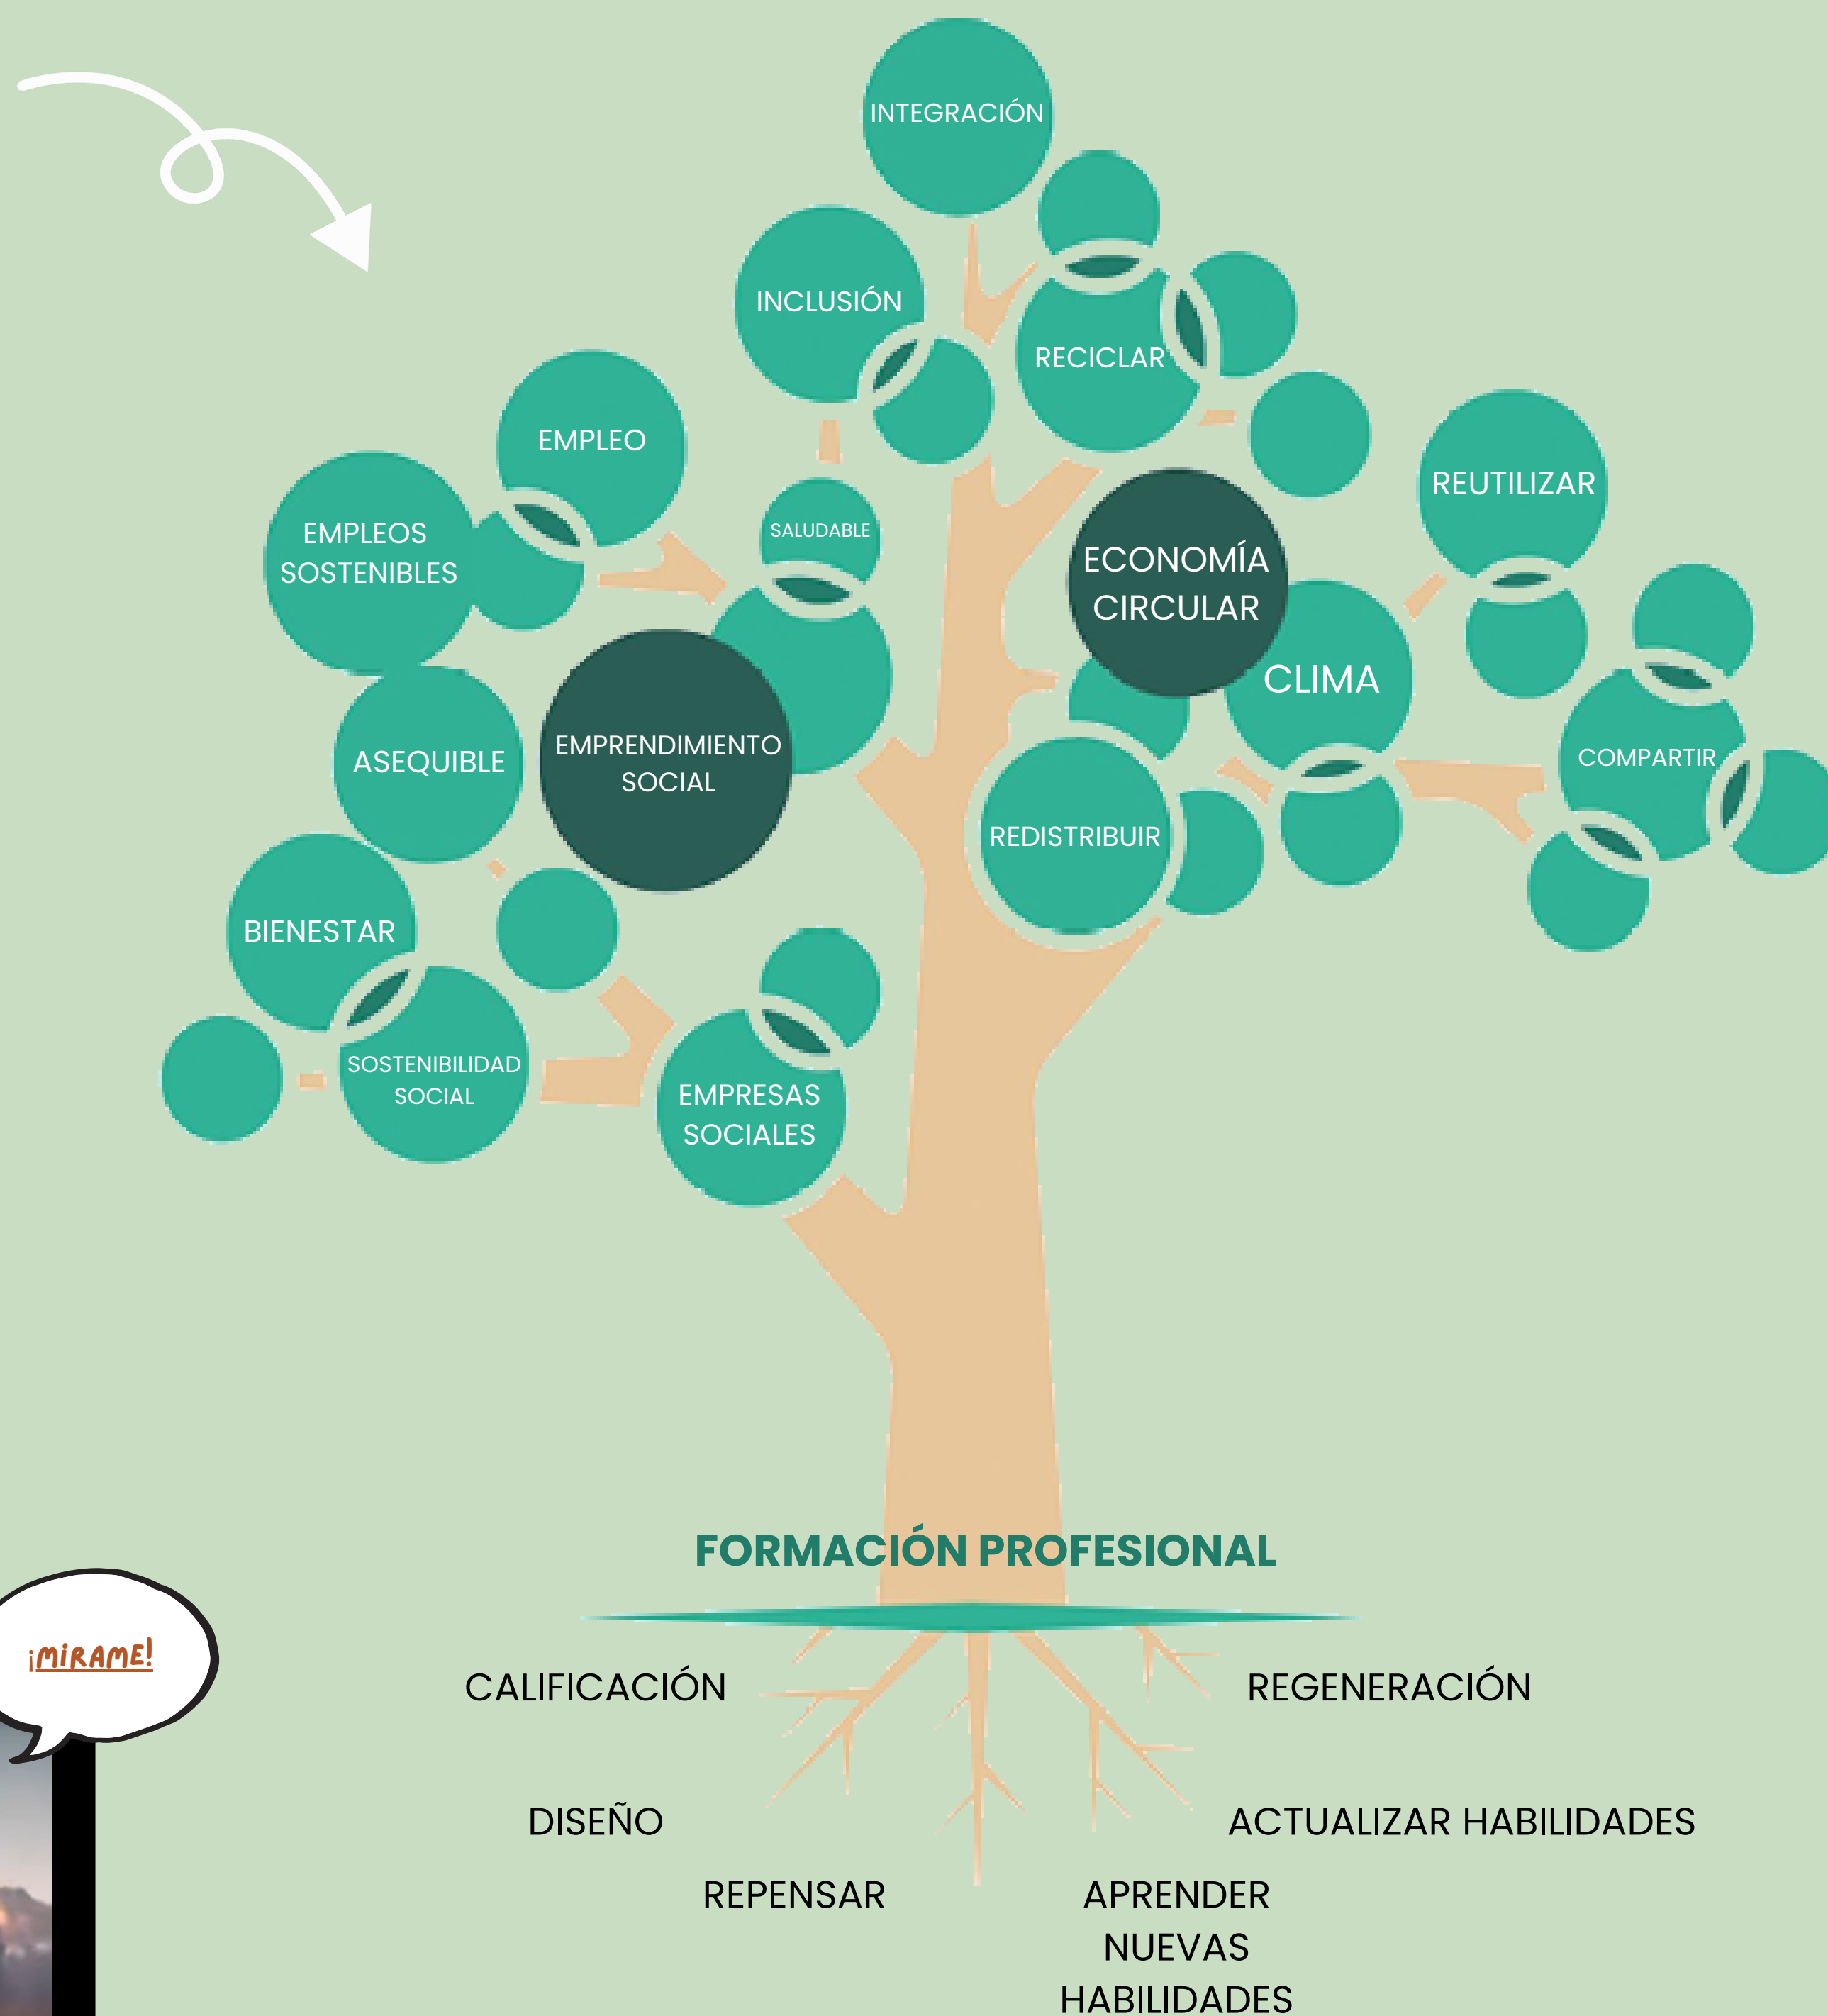 INTEGRACIÓN
INCLUSIÓN
RECICLAR
EMPLEO
REUTILIZAR
EMPLEOS
SOSTENIBLES
SALUDABLE
ECONOMÍA
CIRCULAR
CLIMA
ASEQUIBLE
EMPRENDIMIENTO
SOCIAL
COMPARTIR
REDISTRIBUIR
BIENESTAR
SOSTENIBILIDAD
SOCIAL
EMPRESAS
SOCIALES
FORMACIÓN PROFESIONAL
¡MIRAME!
CALIFICACIÓN
REGENERACIÓN
DISEÑO
ACTUALIZAR HABILIDADES
REPENSAR
APRENDER
NUEVAS
HABILIDADES